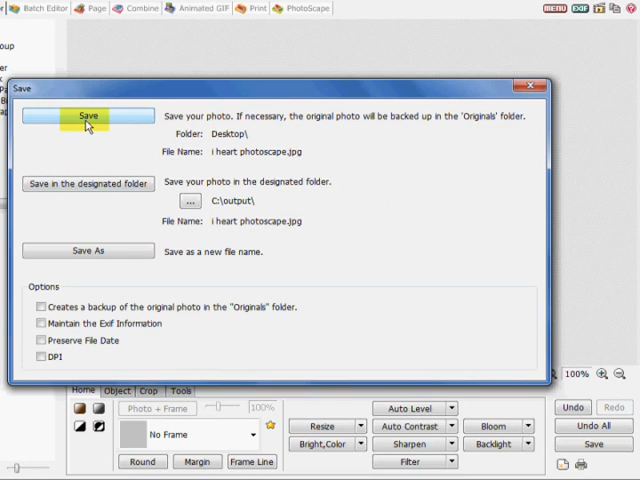 Batch Editor Page Combine Animated GIF Print PhotoScape MENU EXIF
Save
Save
Save your photo. If necessary, the original photo will be backed up in the 'Originals' folder.
Folder: Desktop\
File Name: i heart photoscape.jpg
Save in the designated folder
Save your photo in the designated folder.
... C:\output\
File Name: i heart photoscape.jpg
Save As
Save as a new file name.
Options
Creates a backup of the original photo in the "Originals" folder.
Maintain the Exif Information
Preserve File Date
DPI
100%
Home Object Crop Tools
Photo + Frame 100%
No Frame
Round Margin Frame Line
Resize
Bright,Color
Auto Level
Auto Contrast
Sharpen
Filter
Bloom
Backlight
Undo Redo
Undo All
Save